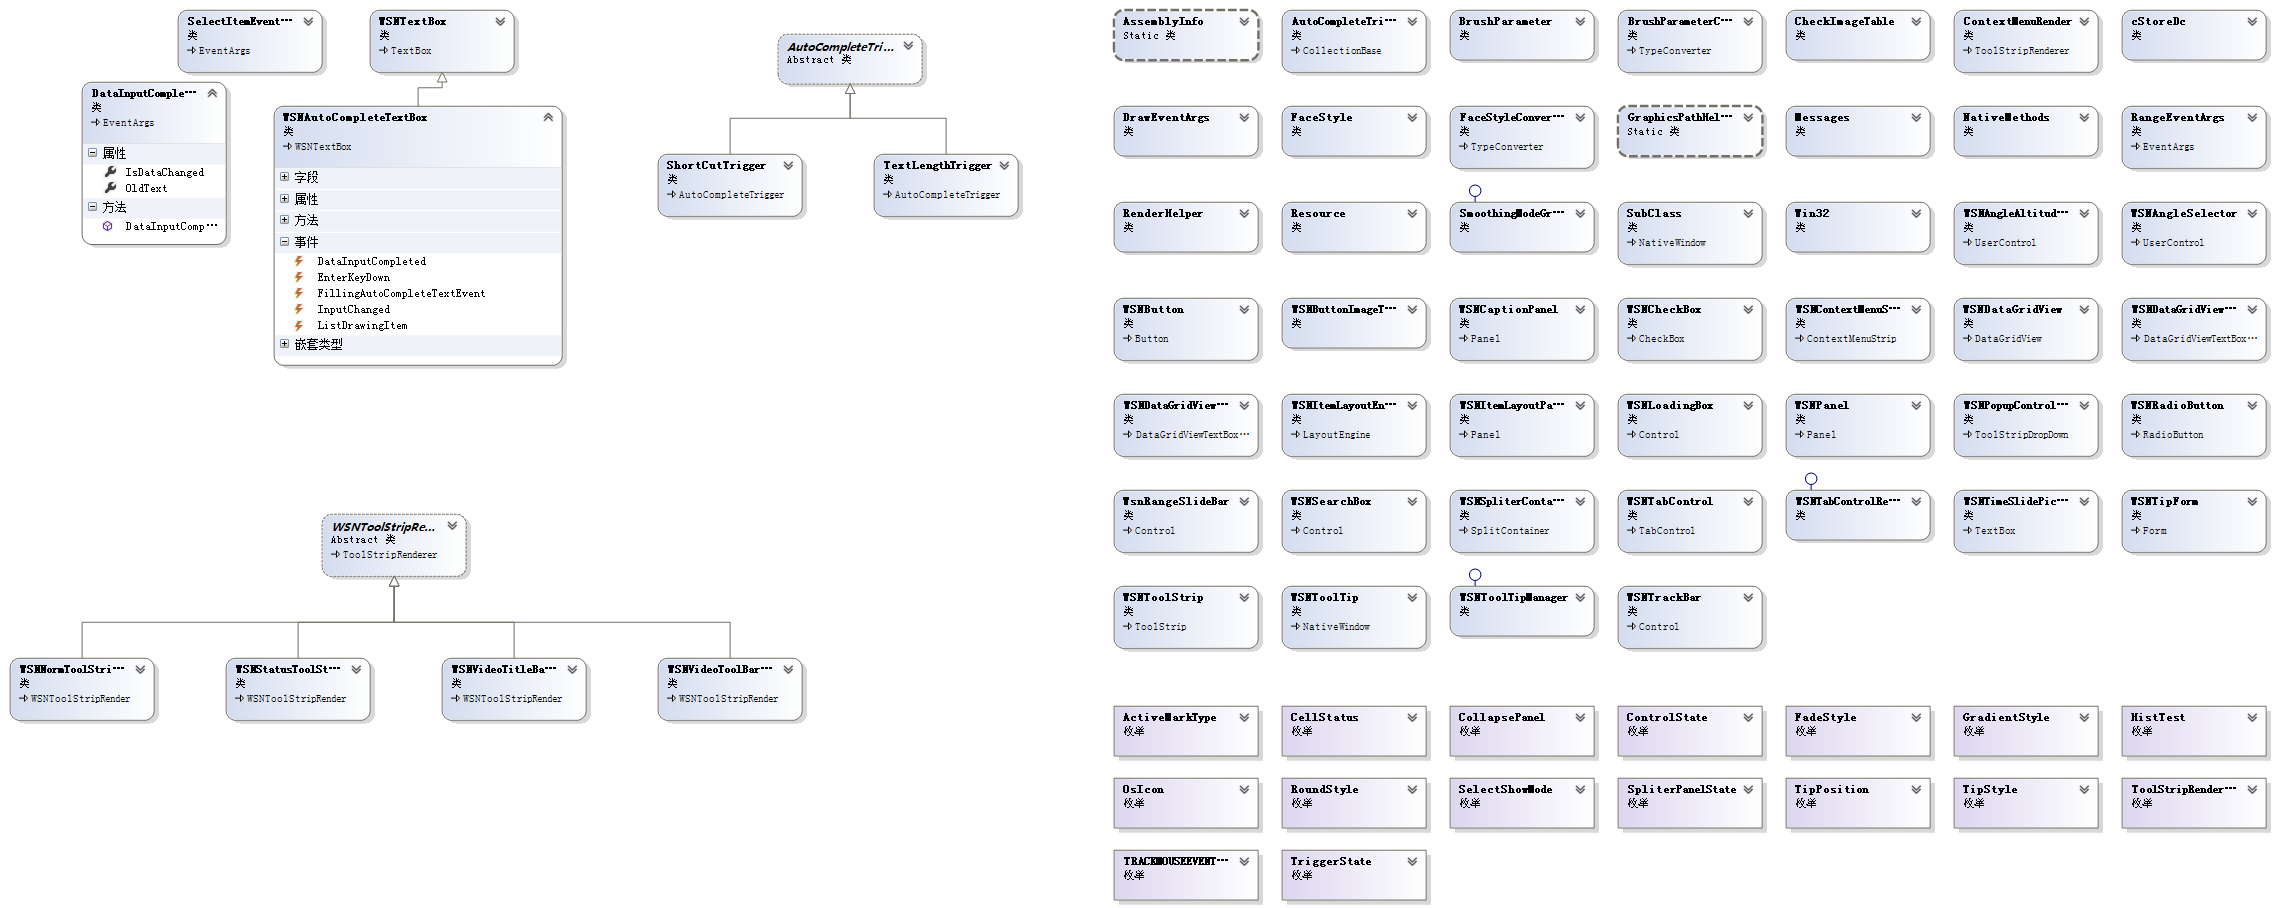 SelectItemEvent···
类
EventArgs
WSNTextBox
类
TextBox
DataInputComple···
类
EventArgs
属性
IsDataChanged
OldText
方法
DataInputComp···
WSNAutoCompleteTextBox
类
WSNTextBox
字段
属性
方法
事件
DataInputCompleted
EnterKeyDown
FillingAutoCompleteTextEvent
InputChanged
ListDrawingItem
嵌套类型
AutoCompleteTri...
Abstract 类
ShortCutTrigger
类
AutoCompleteTrigger
TextLengthTrigger
类
AutoCompleteTrigger
WSNToolStripRe...
Abstract 类
ToolStripRenderer
WSNNormToolStri···
类
WSNToolStripRender
WSNStatusToolSt···
类
WSNToolStripRender
WSNVideoTitleBa···
类
WSNToolStripRender
WSNVideoToolBar···
类
WSNToolStripRender
AssemblyInfo
Static 类
AutoCompleteTri···
类
CollectionBase
BrushParameter
类
BrushParameterC···
类
TypeConverter
CheckImageTable
类
ContextMenuRender
类
ToolStripRenderer
cStoreDc
类
DrawEventArgs
类
FaceStyle
类
FaceStyleConver···
类
TypeConverter
GraphicsPathHel···
Static 类
Messages
类
NativeMethods
类
RangeEventArgs
类
EventArgs
RenderHelper
类
Resource
类
SmoothingModeGr···
类
SubClass
类
NativeWindow
Win32
类
WSNAngleAltitud···
类
UserControl
WSNAngleSelector
类
UserControl
WSNButton
类
Button
WSNButtonImageT···
类
WSNCaptionPanel
类
Panel
WSNCheckBox
类
CheckBox
WSNContextMenuS···
类
ContextMenuStrip
WSNDataGridView
类
DataGridView
WSNDataGridView···
类
DataGridViewTextBox···
WSNDataGridView···
类
DataGridViewTextBox···
WSNItemLayoutEn···
类
LayoutEngine
WSNItemLayoutPa···
类
Panel
WSNLoadingBox
类
Control
WSNPanel
类
Panel
WSNPopupControl···
类
ToolStripDropDown
WSNRadioButton
类
RadioButton
WsnRangeSlideBar
类
Control
WSNSearchBox
类
Control
WSNSpliterConta···
类
SplitContainer
WSNTabControl
类
TabControl
WSNTabControlRe···
类
WSNTimeSlidePic···
类
TextBox
WSNTipForm
类
Form
WSNToolStrip
类
ToolStrip
WSNToolTip
类
NativeWindow
WSNToolTipManager
类
WSNTrackBar
类
Control
ActiveMarkType
枚举
CellStatus
枚举
CollapsePanel
枚举
ControlState
枚举
FadeStyle
枚举
GradientStyle
枚举
HistTest
枚举
OsIcon
枚举
RoundStyle
枚举
SelectShowMode
枚举
SpliterPanelState
枚举
TipPosition
枚举
TipStyle
枚举
ToolStripRender···
枚举
TRACKMOUSEEVENT···
枚举
TriggerState
枚举